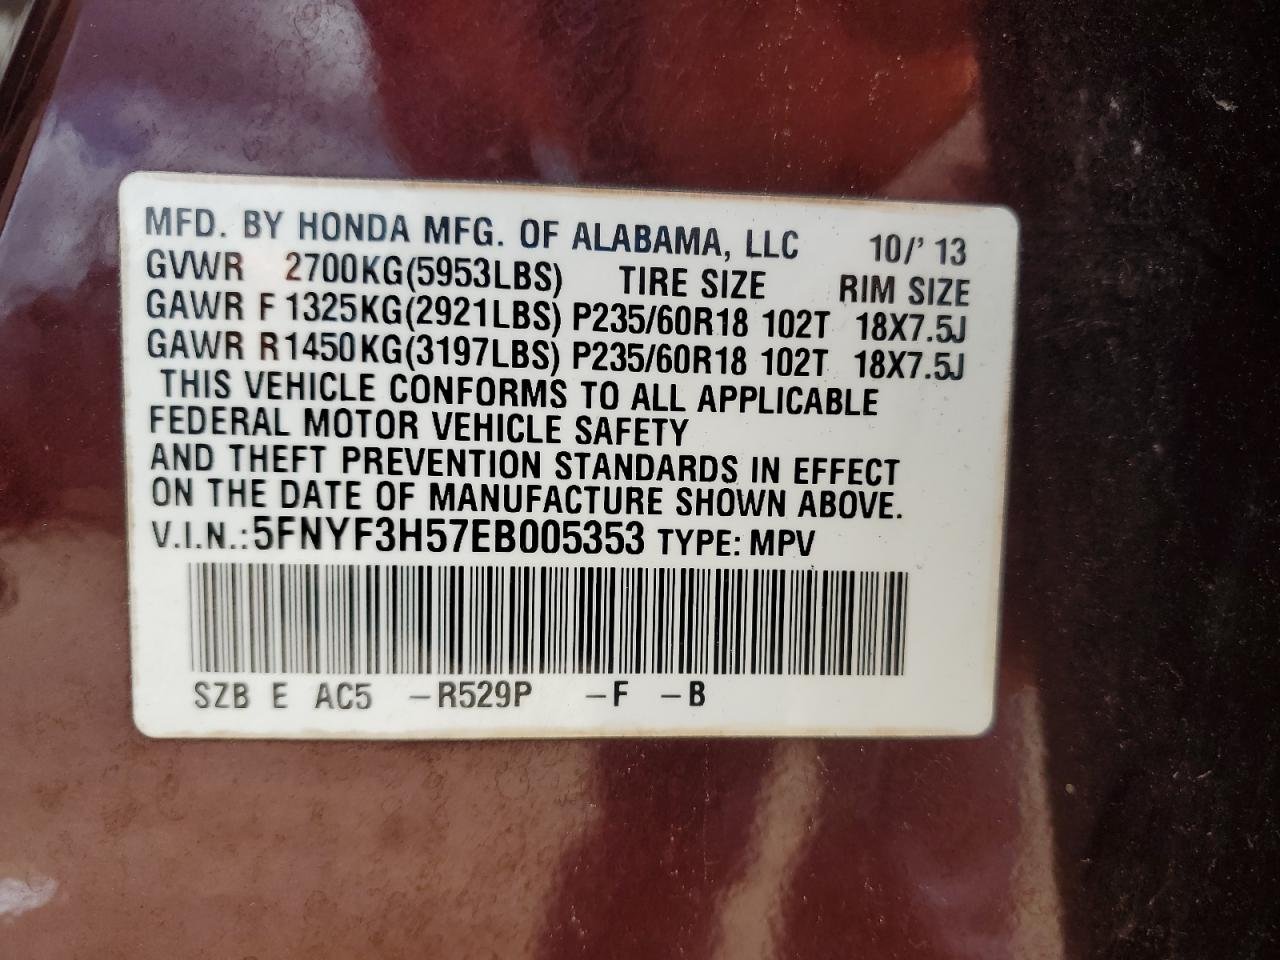 MFD. BY HONDA MFG. OF ALABAMA, LLC 10/' 13
GVWR 2700KG(5953LBS) TIRE SIZE RIM SIZE
GAWR F 1325KG(2921LBS) P235/60R18 102T 18X7.5J
GAWR R 1450KG(3197LBS) P235/60R18 102T 18X7.5J
THIS VEHICLE CONFORMS TO ALL APPLICABLE
FEDERAL MOTOR VEHICLE SAFETY
AND THEFT PREVENTION STANDARDS IN EFFECT
ON THE DATE OF MANUFACTURE SHOWN ABOVE.
V.I.N.: 5FNYF3H57EB005353 TYPE: MPV
SZB E AC5 -R529P -F -B